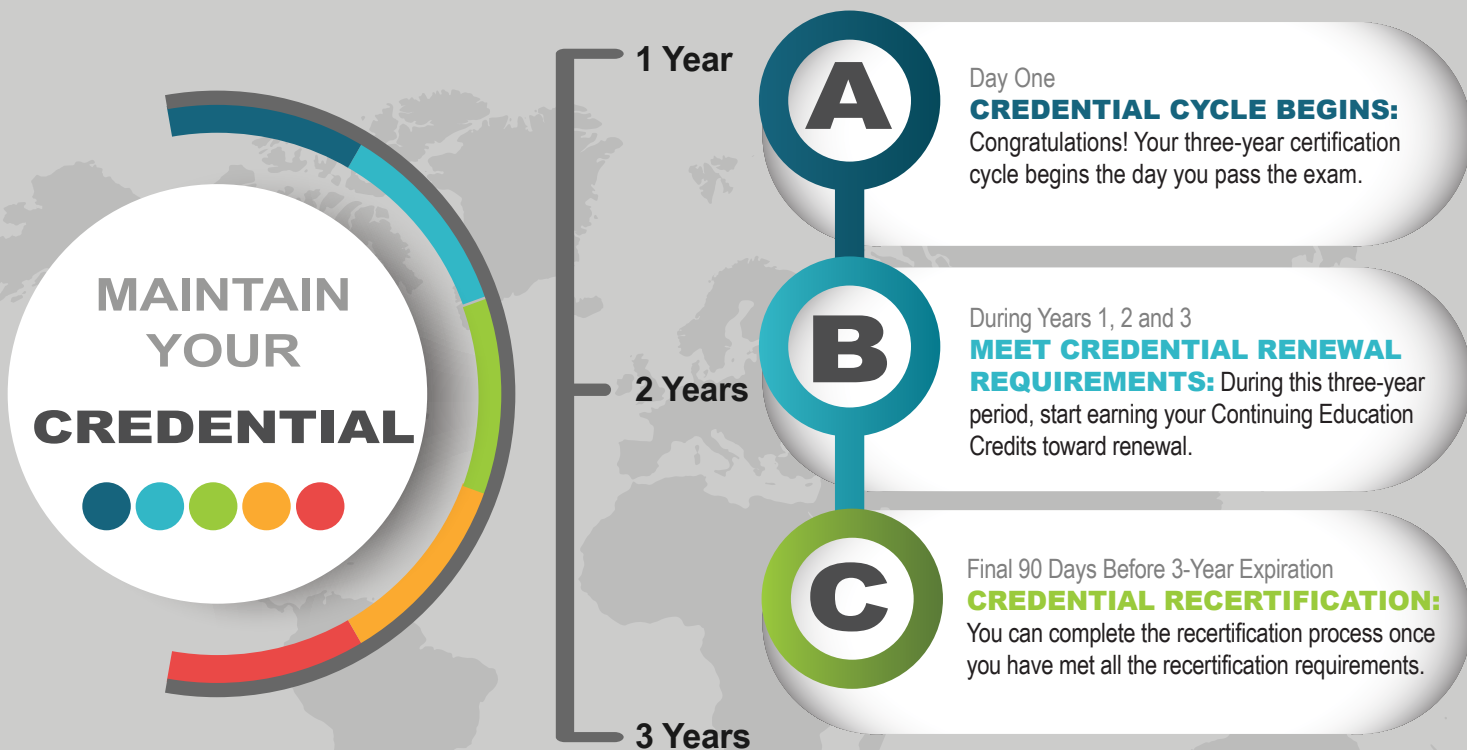 MAINTAIN
YOUR
CREDENTIAL
1 Year
2 Years
3 Years
A
Day One
CREDENTIAL CYCLE BEGINS:
Congratulations! Your three-year certification
cycle begins the day you pass the exam.
B
During Years 1, 2 and 3
MEET CREDENTIAL RENEWAL
REQUIREMENTS: During this three-year
period, start earning your Continuing Education
Credits toward renewal.
C
Final 90 Days Before 3-Year Expiration
CREDENTIAL RECERTIFICATION:
You can complete the recertification process once
you have met all the recertification requirements.